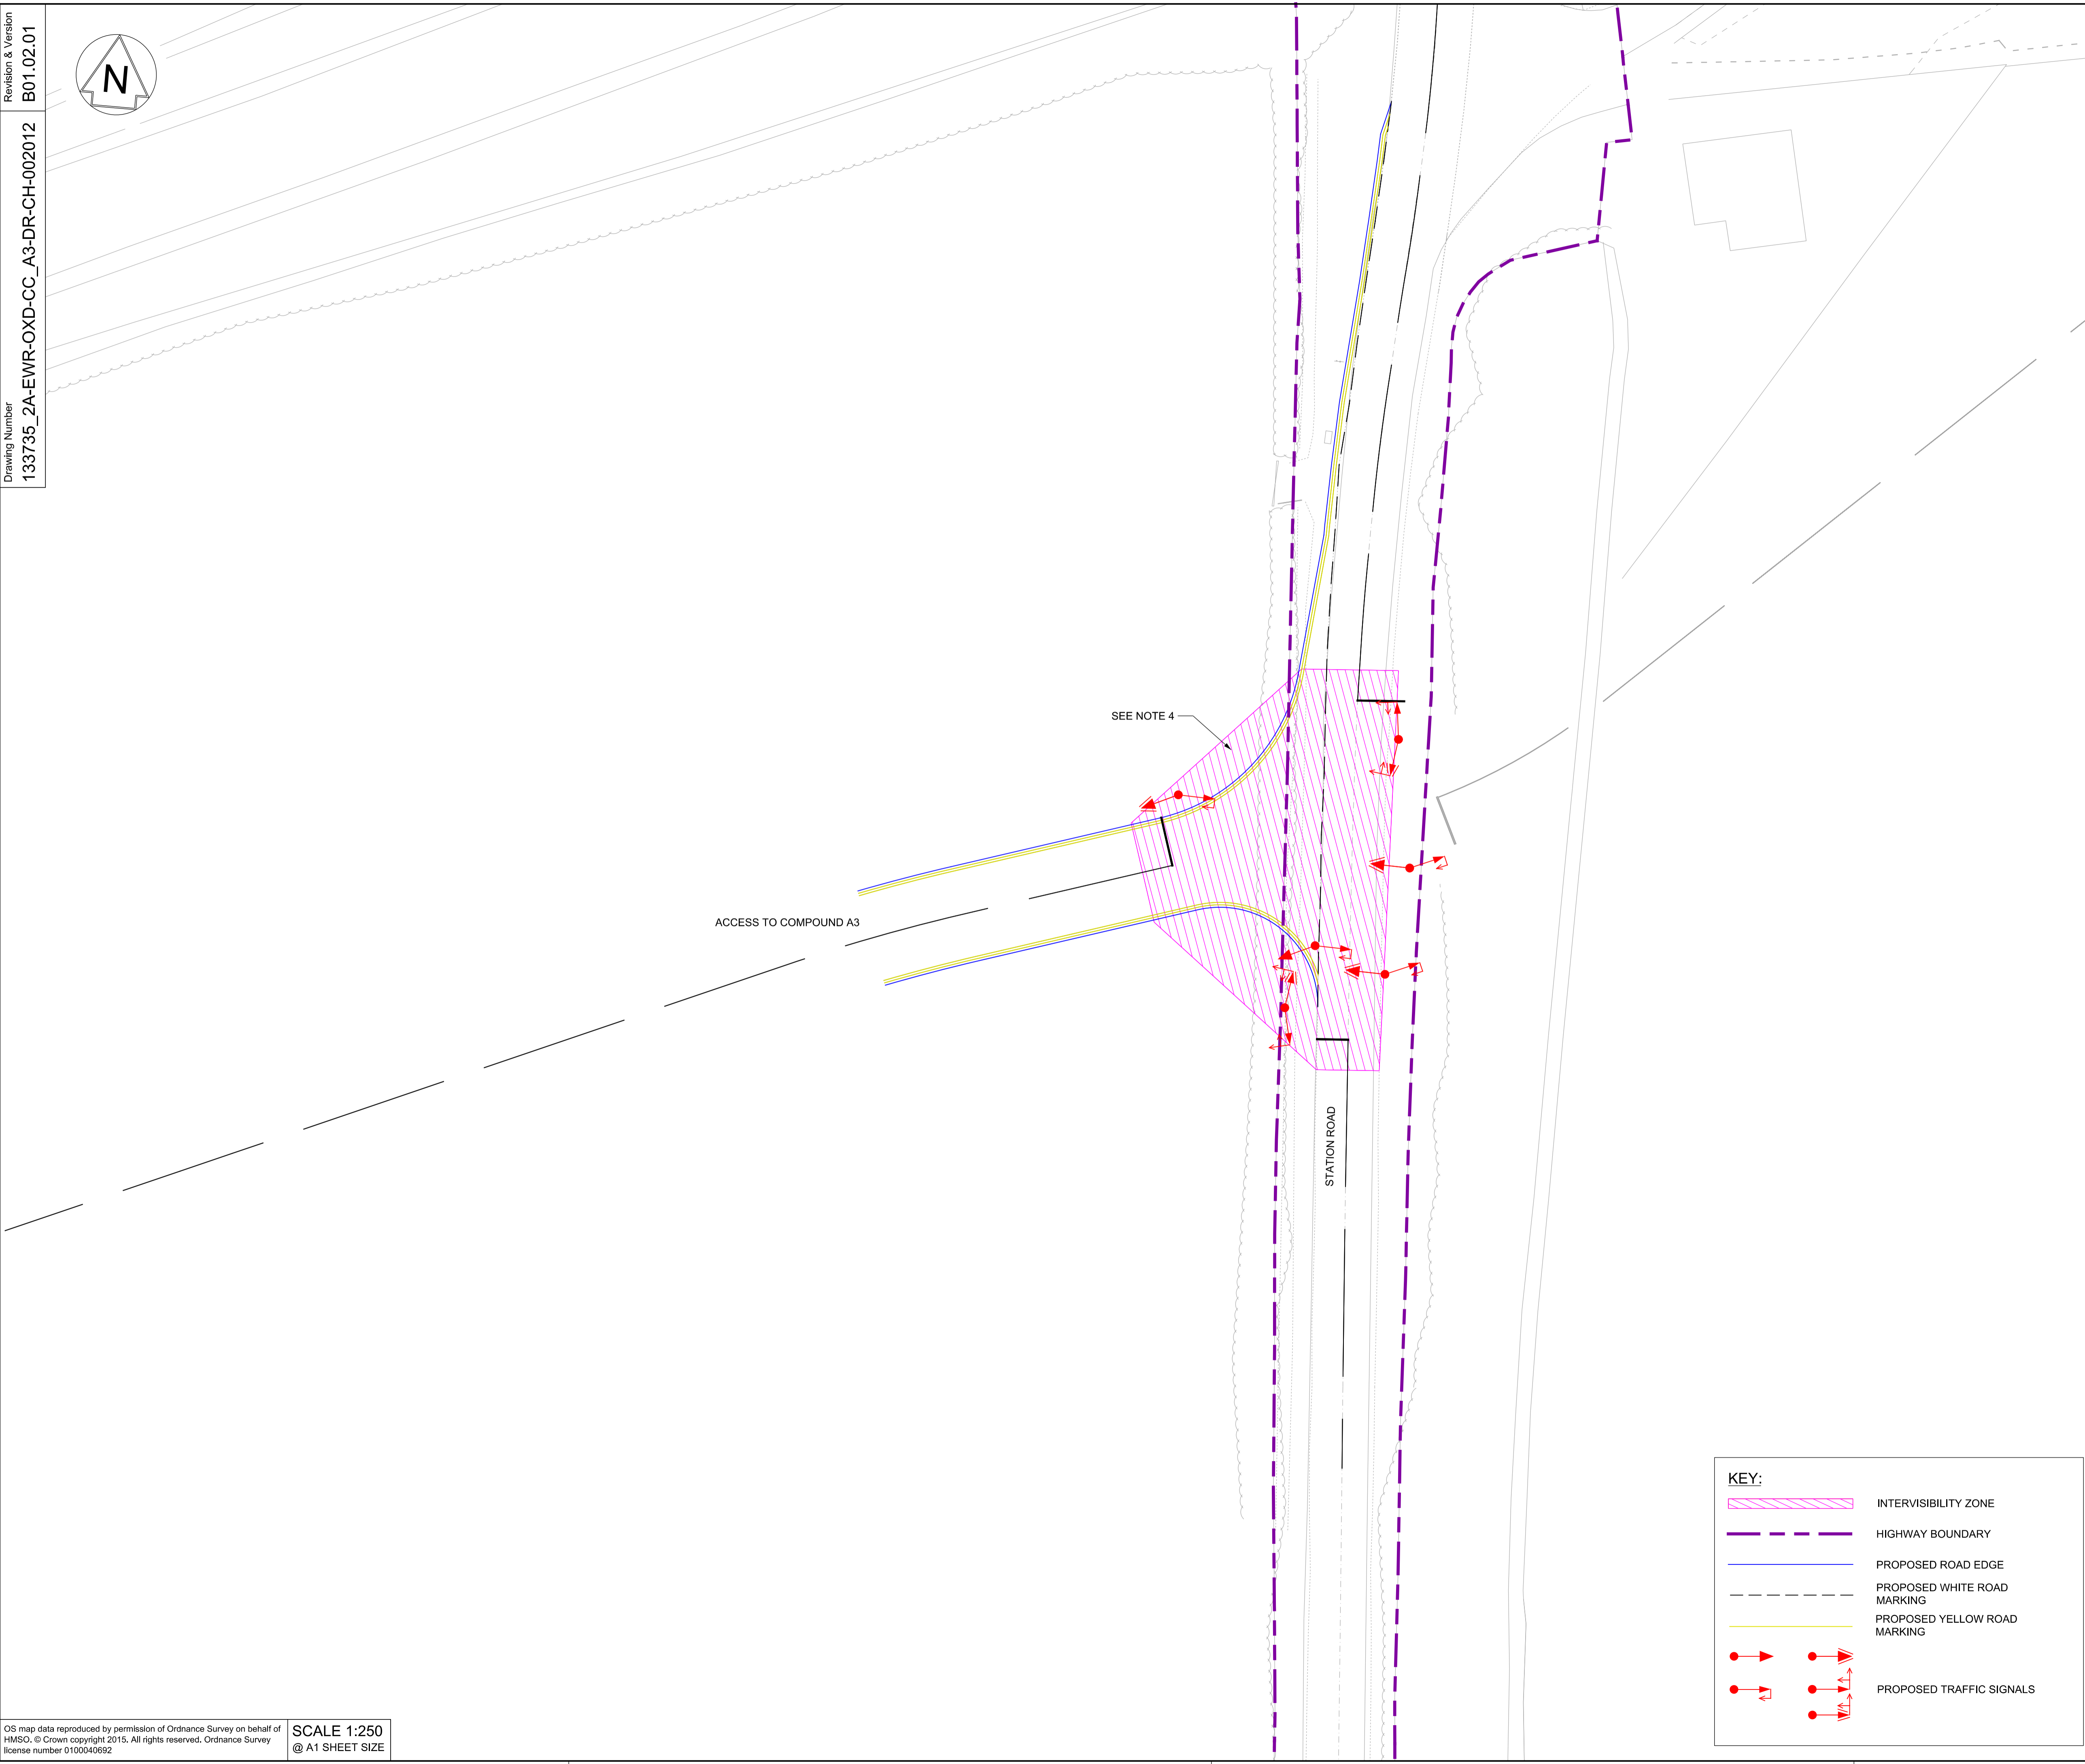 Revision & Version
B01.02.01
Drawing Number
133735_2A-EWR-OXD-CC_A3-DR-CH-002012
N
SEE NOTE 4
ACCESS TO COMPOUND A3
STATION ROAD
KEY:
INTERVISIBILITY ZONE
HIGHWAY BOUNDARY
PROPOSED ROAD EDGE
PROPOSED WHITE ROAD
MARKING
PROPOSED YELLOW ROAD
MARKING
PROPOSED TRAFFIC SIGNALS
OS map data reproduced by permission of Ordnance Survey on behalf of
HMSO. © Crown copyright 2015. All rights reserved. Ordnance Survey
license number 0100040692
SCALE 1:250
@ A1 SHEET SIZE